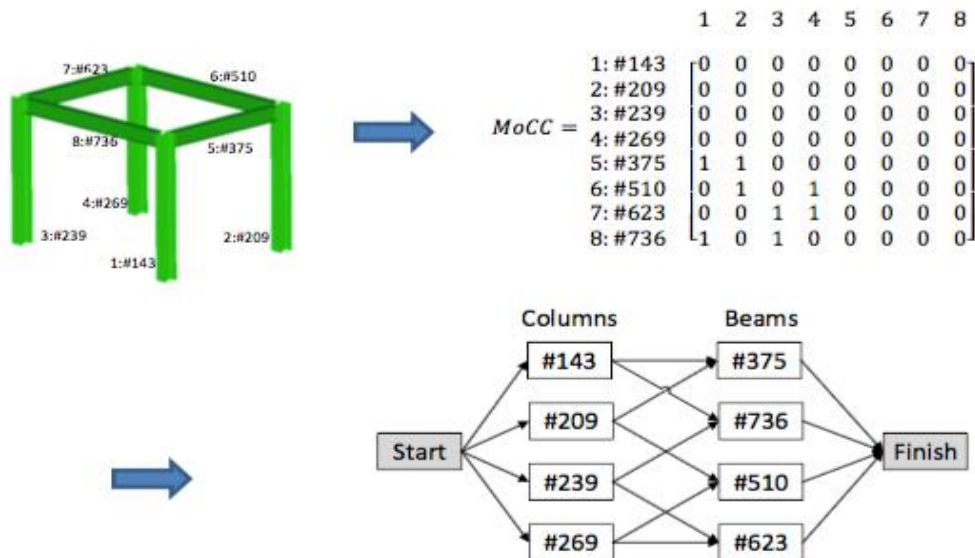 7:#623
6:#510
8:#736
5:#375
4:#269
3:#239
2:#209
1:#143
1 2 3 4 5 6 7 8
MoCC =
1: #143 0 0 0 0 0 0 0 0
2: #209 0 0 0 0 0 0 0 0
3: #239 0 0 0 0 0 0 0 0
4: #269 0 0 0 0 0 0 0 0
5: #375 1 1 0 0 0 0 0 0
6: #510 0 1 0 1 0 0 0 0
7: #623 0 0 1 1 0 0 0 0
8: #736 1 0 1 0 0 0 0 0
Columns Beams
#143 #375
#209 #736
Start Finish
#239 #510
#269 #623